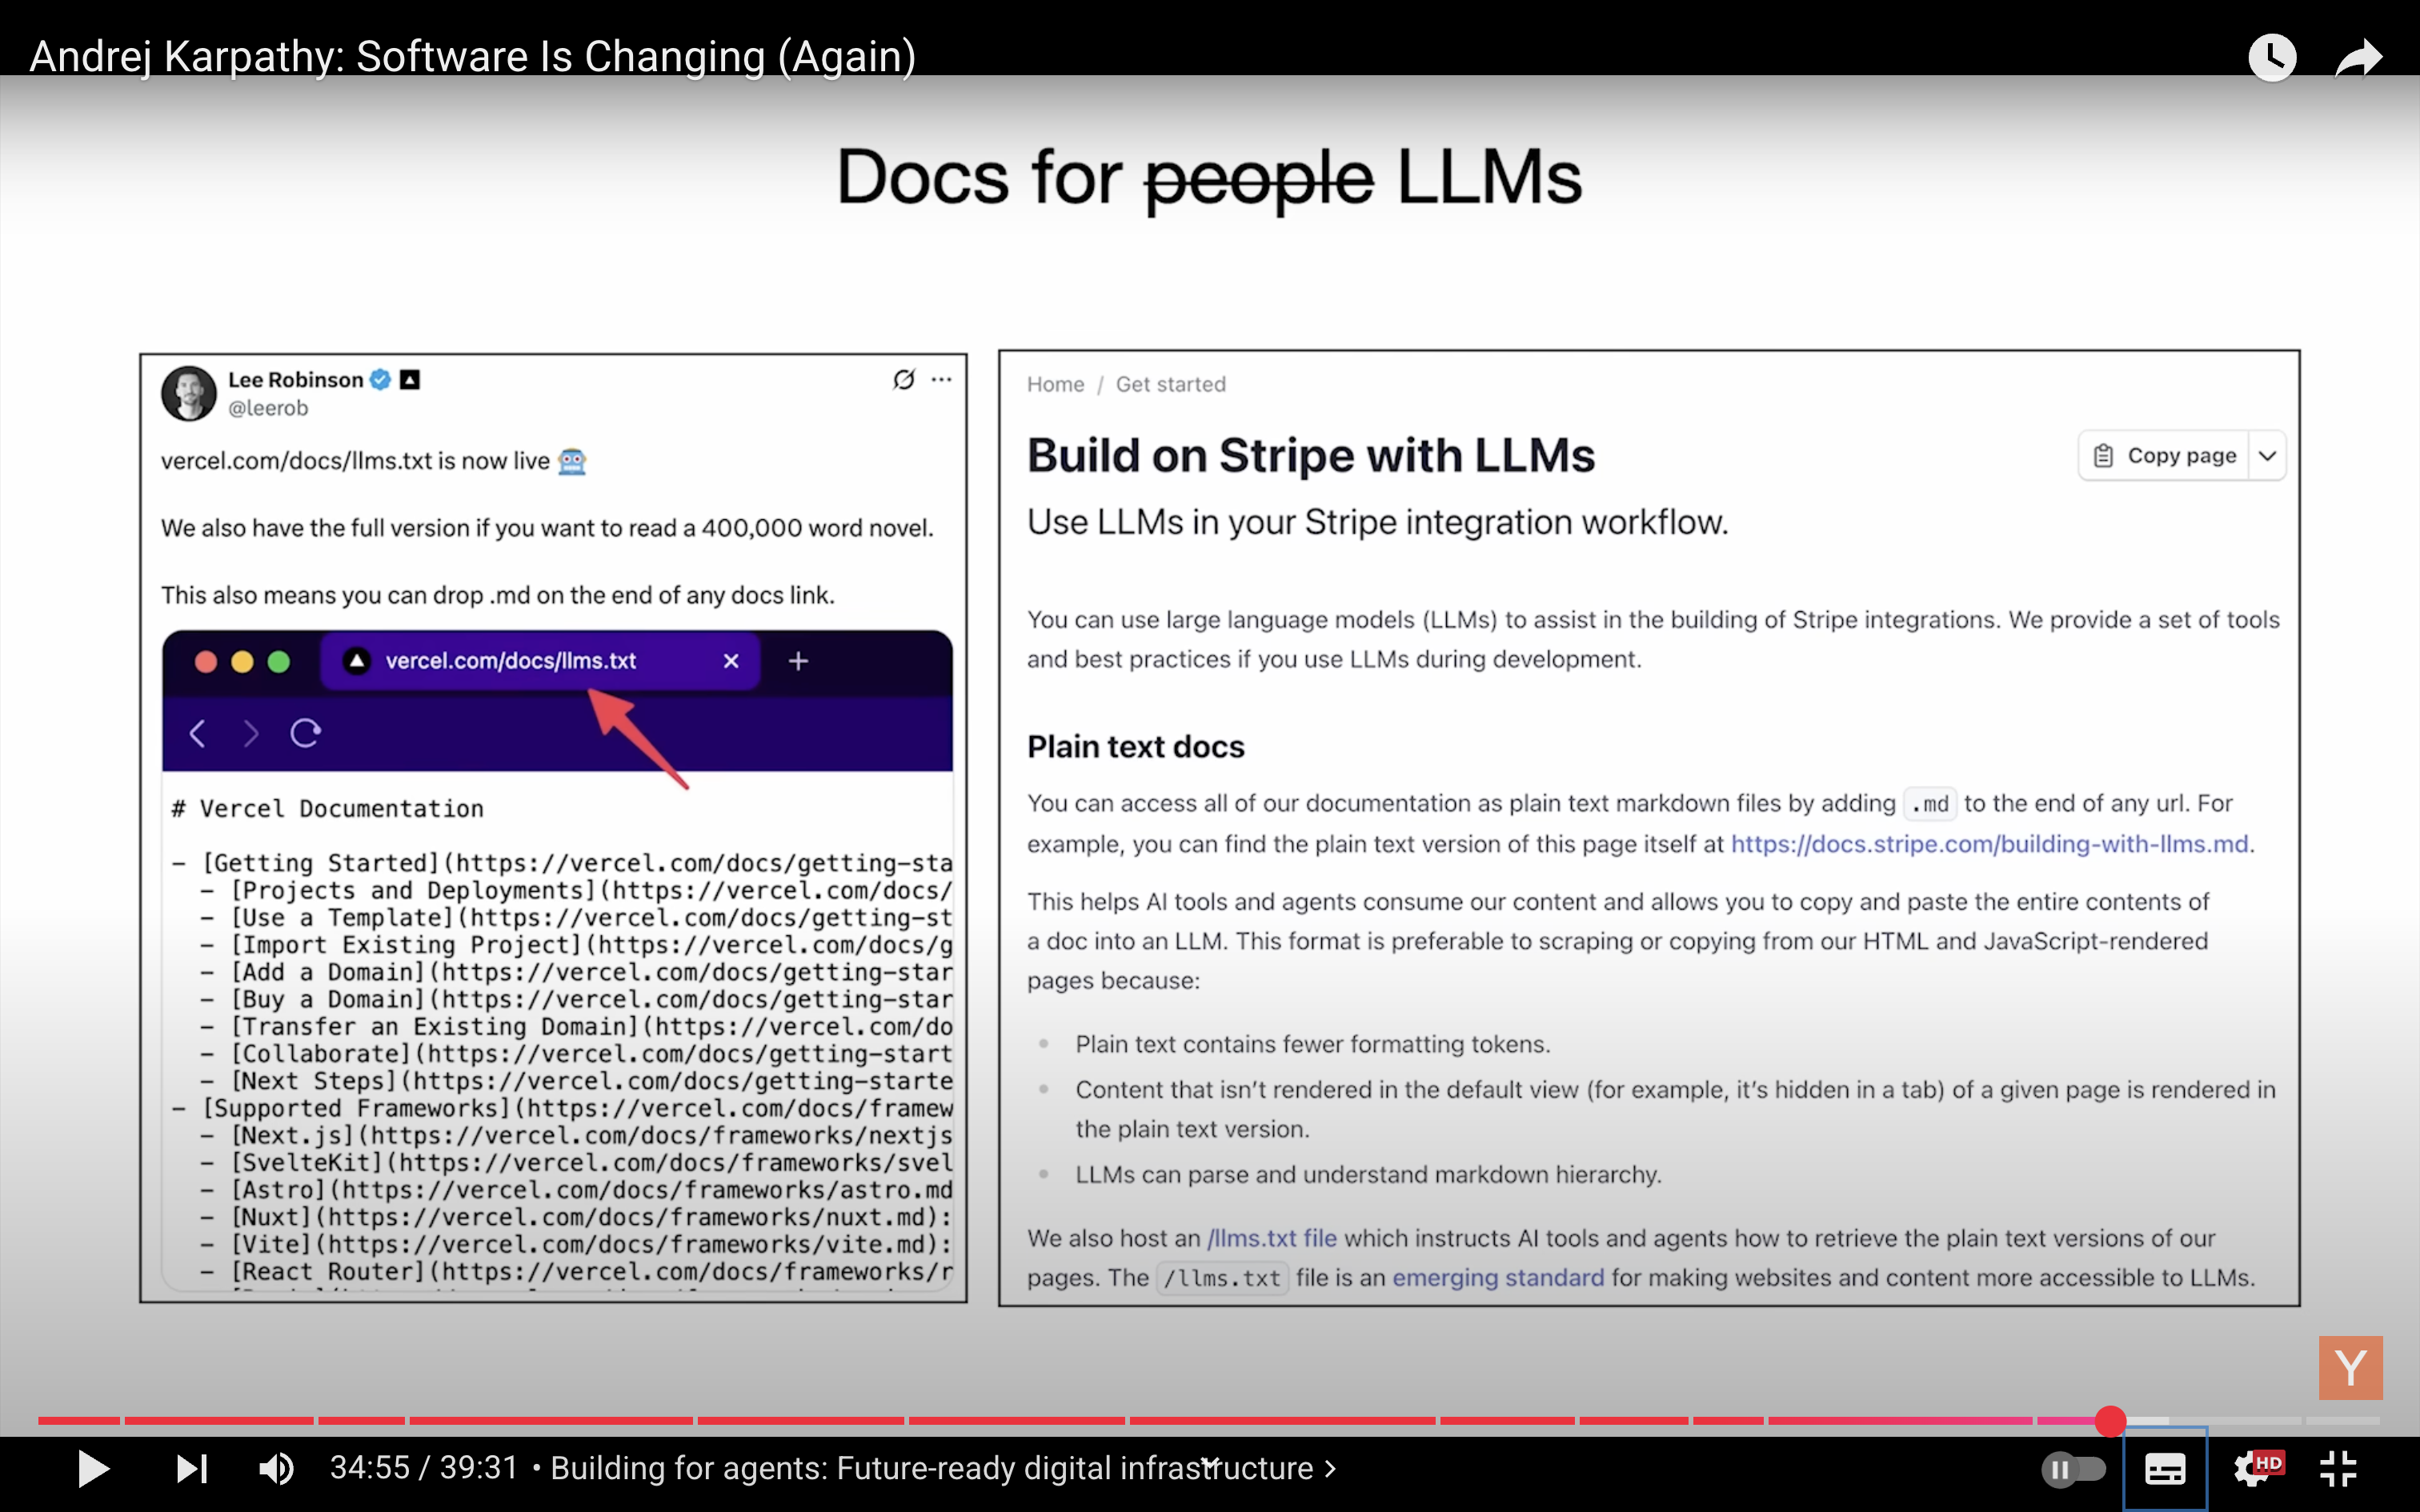 Andrej Karpathy: Software Is Changing (Again)
Docs for people LLMs
Lee Robinson
@leerob
vercel.com/docs/llms.txt is now live
We also have the full version if you want to read a 400,000 word novel.
This also means you can drop .md on the end of any docs link.
vercel.com/docs/llms.txt
# Vercel Documentation
- [Getting Started](https://vercel.com/docs/getting-sta
- [Projects and Deployments](https://vercel.com/docs/
- [Use a Template](https://vercel.com/docs/getting-st
- [Import Existing Project](https://vercel.com/docs/g
- [Add a Domain](https://vercel.com/docs/getting-star
- [Buy a Domain](https://vercel.com/docs/getting-star
- [Transfer an Existing Domain](https://vercel.com/do
- [Collaborate](https://vercel.com/docs/getting-start
- [Next Steps](https://vercel.com/docs/getting-starte
- [Supported Frameworks](https://vercel.com/docs/framew
- [Next.js](https://vercel.com/docs/frameworks/nextjs
- [SvelteKit](https://vercel.com/docs/frameworks/svel
- [Astro](https://vercel.com/docs/frameworks/astro.md
- [Nuxt](https://vercel.com/docs/frameworks/nuxt.md):
- [Vite](https://vercel.com/docs/frameworks/vite.md):
- [React Router](https://vercel.com/docs/frameworks/r
Home / Get started
Build on Stripe with LLMs
Copy page
Use LLMs in your Stripe integration workflow.
You can use large language models (LLMs) to assist in the building of Stripe integrations. We provide a set of tools
and best practices if you use LLMs during development.
Plain text docs
You can access all of our documentation as plain text markdown files by adding .md to the end of any url. For
example, you can find the plain text version of this page itself at https://docs.stripe.com/building-with-llms.md.
This helps AI tools and agents consume our content and allows you to copy and paste the entire contents of
a doc into an LLM. This format is preferable to scraping or copying from our HTML and JavaScript-rendered
pages because:
Plain text contains fewer formatting tokens.
Content that isn't rendered in the default view (for example, it's hidden in a tab) of a given page is rendered in
the plain text version.
LLMs can parse and understand markdown hierarchy.
We also host an /llms.txt file which instructs AI tools and agents how to retrieve the plain text versions of our
pages. The /llms.txt file is an emerging standard for making websites and content more accessible to LLMs.
Y
34:55 / 39:31 • Building for agents: Future-ready digital infrastructure
HD